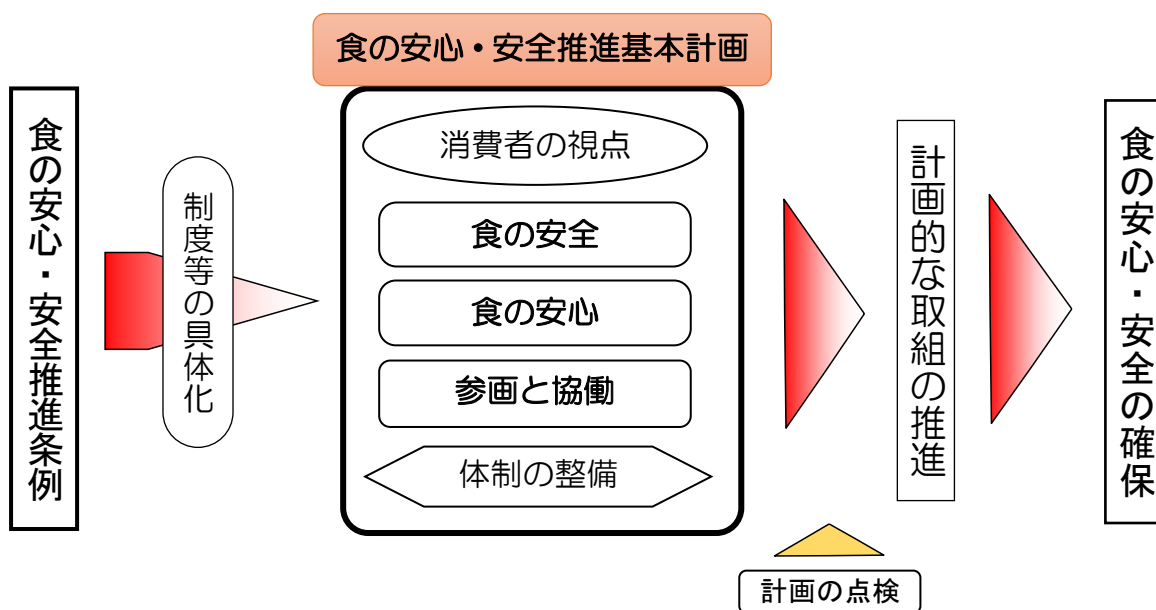 食の安心・安全推進基本計画
食の安心・安全推進条例
制度等の具体化
消費者の視点
食の安全
食の安心
参画と協働
体制の整備
計画的な取組の推進
食の安心・安全の確保
計画の点検